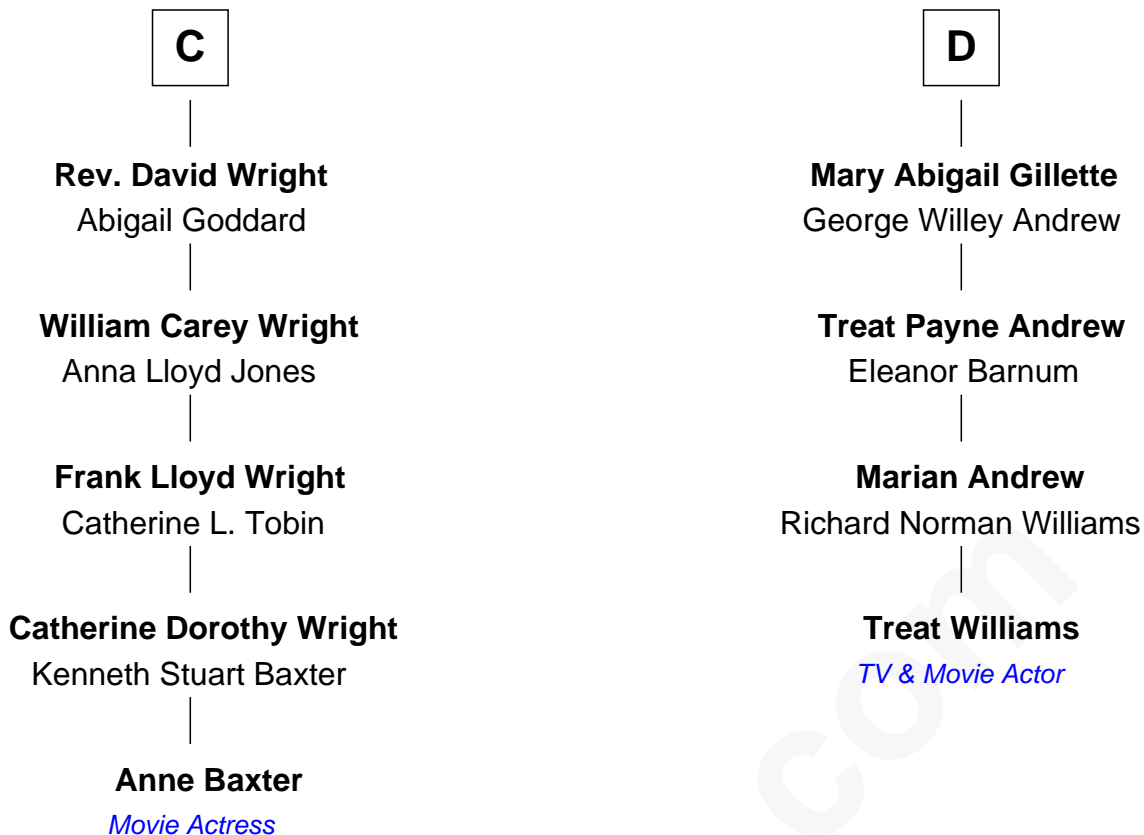 C
Rev. David Wright
Abigail Goddard
William Carey Wright
Anna Lloyd Jones
Frank Lloyd Wright
Catherine L. Tobin
Catherine Dorothy Wright
Kenneth Stuart Baxter
Anne Baxter
Movie Actress
D
Mary Abigail Gillette
George Willey Andrew
Treat Payne Andrew
Eleanor Barnum
Marian Andrew
Richard Norman Williams
Treat Williams
TV & Movie Actor
com